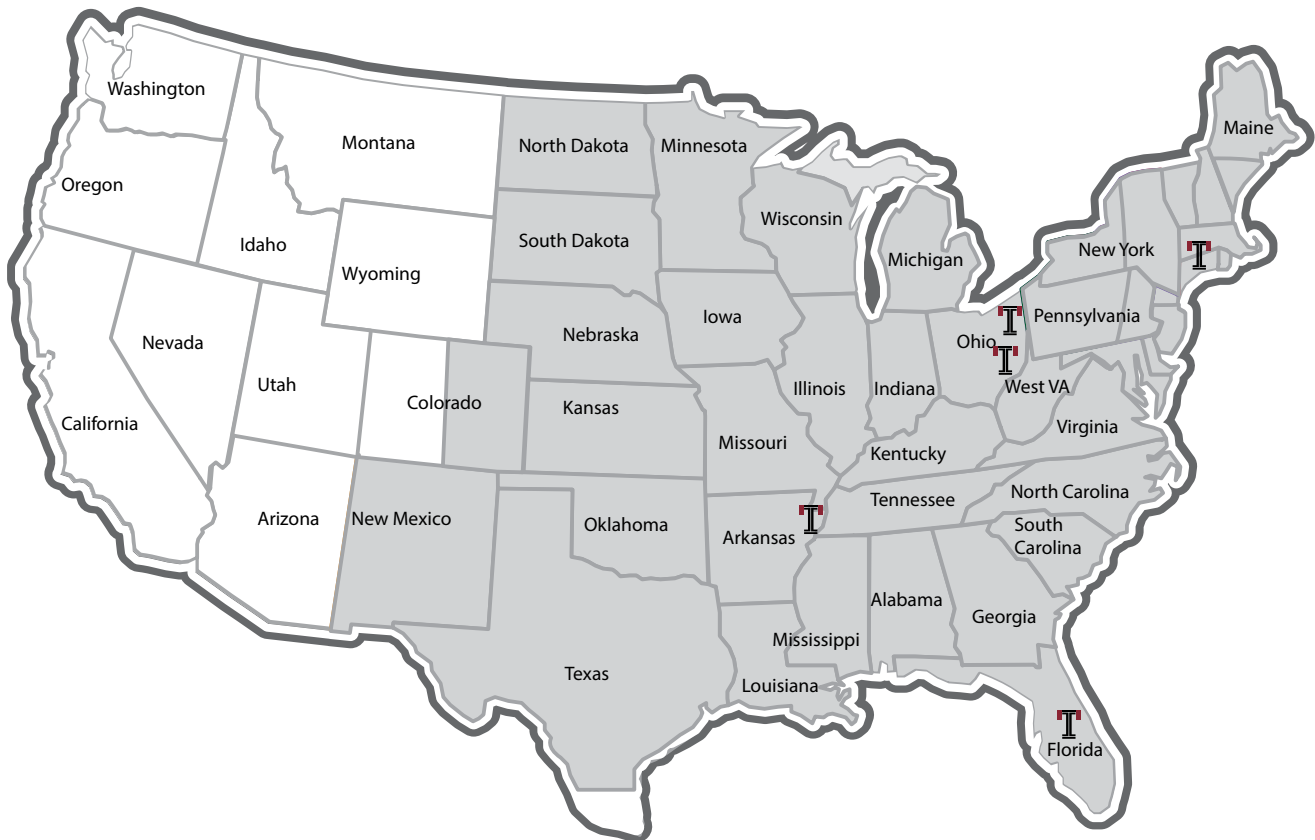 Washington
Montana
North Dakota
Minnesota
Maine
Oregon
Idaho
Wyoming
South Dakota
Wisconsin
Michigan
New York
Nevada
Nebraska
Iowa
Ohio
Pennsylvania
Utah
Colorado
Kansas
Illinois
Indiana
West VA
California
Missouri
Kentucky
Virginia
Arizona
New Mexico
Oklahoma
Arkansas
Tennessee
North Carolina
South
Carolina
Alabama
Georgia
Mississippi
Texas
Louisiana
Florida
T
T
T
T
T